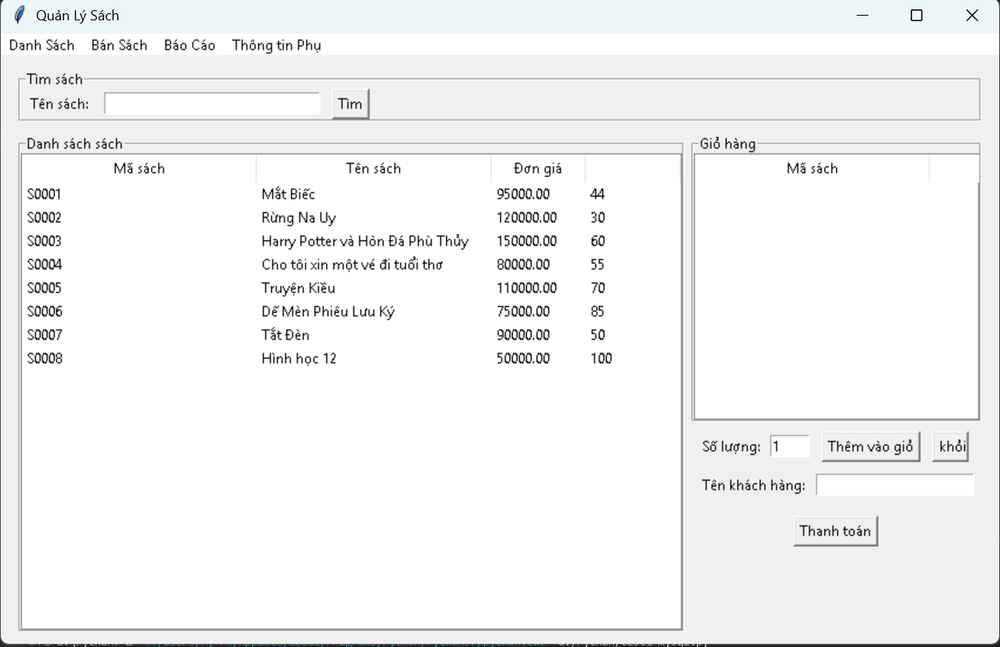 Quản Lý Sách
Danh Sách Bán Sách Báo Cáo Thông tin Phụ
Tìm sách
Tên sách: Tìm
Danh sách sách
Mã sách Tên sách Đơn giá
S0001 Mắt Biếc 95000.00 44
S0002 Rừng Na Uy 120000.00 30
S0003 Harry Potter và Hòn Đá Phù Thủy 150000.00 60
S0004 Cho tôi xin một vé đi tuổi thơ 80000.00 55
S0005 Truyện Kiều 110000.00 70
S0006 Dế Mèn Phiêu Lưu Ký 75000.00 85
S0007 Tắt Đèn 90000.00 50
S0008 Hình học 12 50000.00 100
Giỏ hàng
Mã sách
Số lượng: 1 Thêm vào giỏ khỏi
Tên khách hàng:
Thanh toán